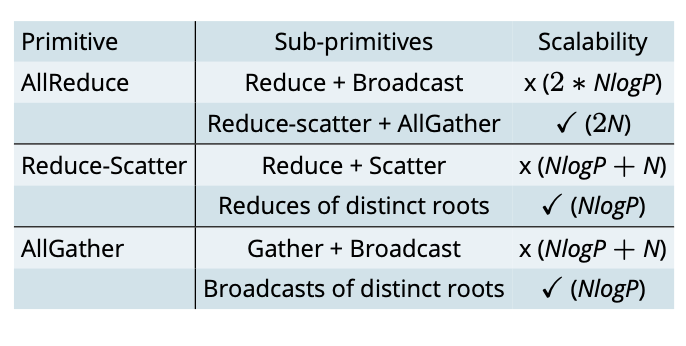 Primitive Sub-primitives Scalability
AllReduce Reduce + Broadcast x (2 * NlogP)
Reduce-scatter + AllGather ✓ (2N)
Reduce-Scatter Reduce + Scatter x (NlogP + N)
Reduces of distinct roots ✓ (NlogP)
AllGather Gather + Broadcast x (NlogP + N)
Broadcasts of distinct roots ✓ (NlogP)